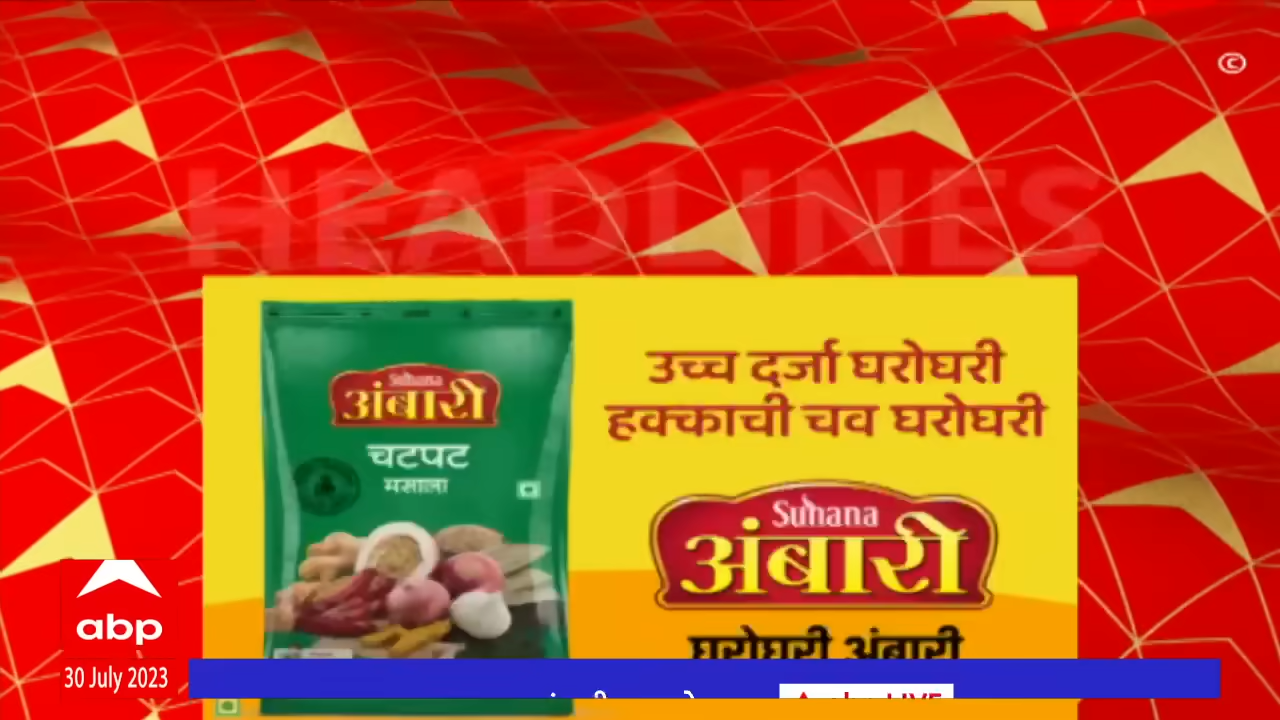 ©
HEADLINES
Suhana
अंबारी
चटपट
मसाला
उच्च दर्जा घरोघरी
हक्काची चव घरोघरी
Suhana
अंबारी
घरोघरी अंबारी
abp
30 July 2023
LIVE